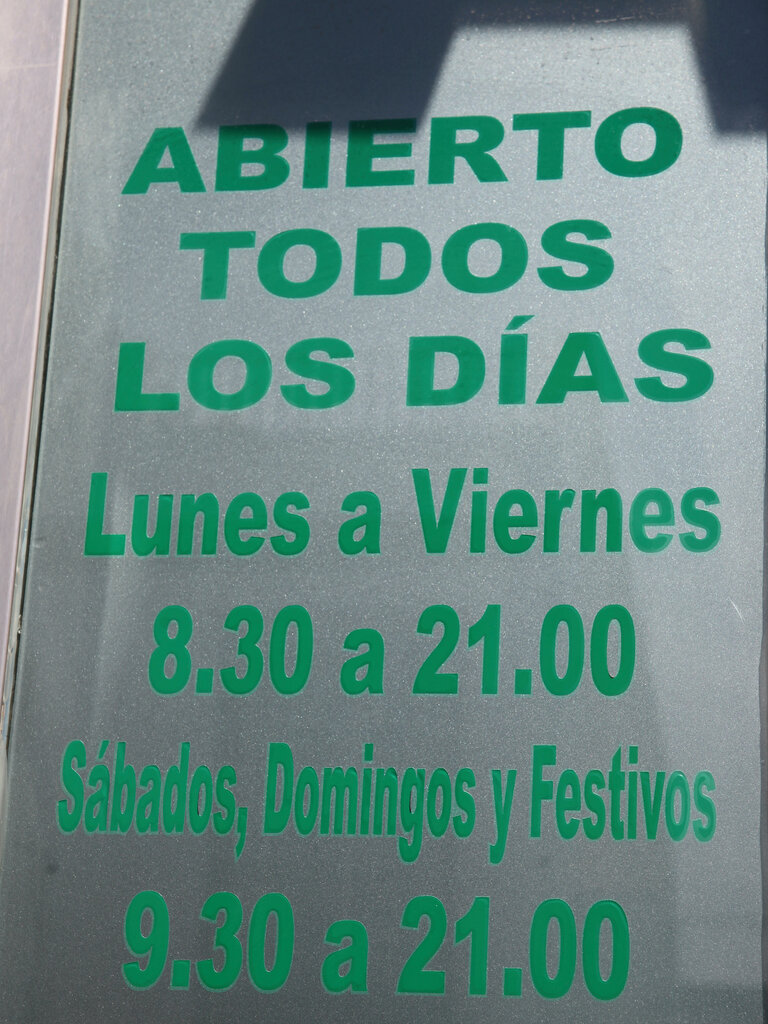 ABIERTO
TODOS
LOS DÍAS
Lunes a Viernes
8.30 a 21.00
Sábados, Domingos y Festivos
9.30 a 21.00